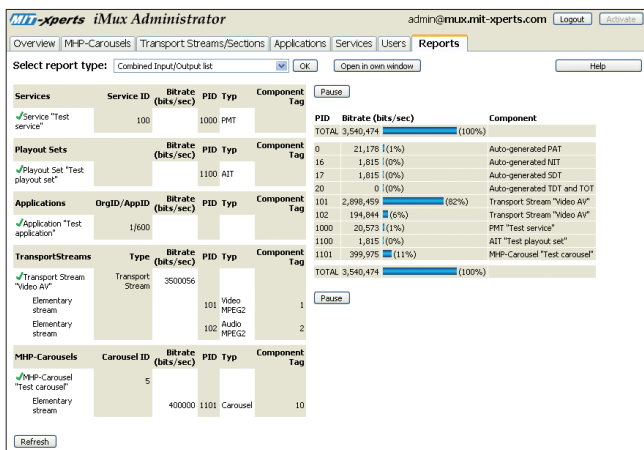 MIT-xperts iMux Administrator
admin@mux.mit-xperts.com Logout Activate
Overview MHP-Carousels Transport Streams/Sections Applications Services Users Reports
Select report type: Combined Input/Output list OK Open in own window Help
Services Service ID Bitrate (bits/sec) PID Typ Component Tag
Service "Test service" 100 1000 PMT
Playout Sets Bitrate (bits/sec) PID Typ Component Tag
Playout Set "Test playout set" 1100 AIT
Applications OrgID/AppID Bitrate (bits/sec) PID Typ Component Tag
Application "Test application" 1/600
TransportStreams Type Bitrate (bits/sec) PID Typ Component Tag
Transport Stream "Video AV" Transport Stream 3500056
Elementary stream 101 Video MPEG2 1
Elementary stream 102 Audio MPEG2 2
MHP-Carousels Carousel ID Bitrate (bits/sec) PID Typ Component Tag
MHP-Carousel "Test carousel" 5
Elementary stream 400000 1101 Carousel 10
Refresh
Pause
PID Bitrate (bits/sec) Component
TOTAL 3,540,474 (100%)
0 21,178 (1%) Auto-generated PAT
16 1,815 (0%) Auto-generated NIT
17 1,815 (0%) Auto-generated SDT
20 0 (0%) Auto-generated TDT and TOT
101 2,898,459 (82%) Transport Stream "Video AV"
102 194,844 (6%) Transport Stream "Video AV"
1000 20,573 (1%) PMT "Test service"
1100 1,815 (0%) AIT "Test playout set"
1101 399,975 (11%) MHP-Carousel "Test carousel"
TOTAL 3,540,474 (100%)
Pause